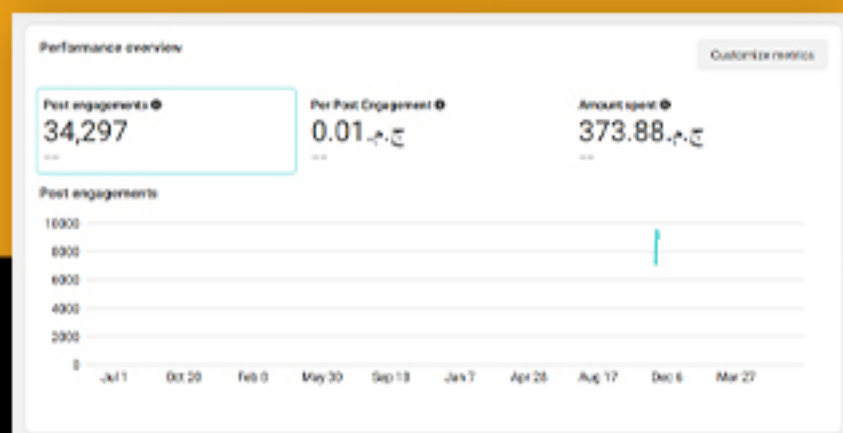 Performance overview
Customize metrics
Post engagements
34,297
--
Per Post Engagement
0.01ج.م.
--
Amount spent
373.88ج.م.
--
Post engagements
10000
8000
6000
4000
2000
0
Jul 1 Oct 20 Feb 8 May 30 Sep 18 Jan 7 Apr 28 Aug 17 Dec 6 Mar 27